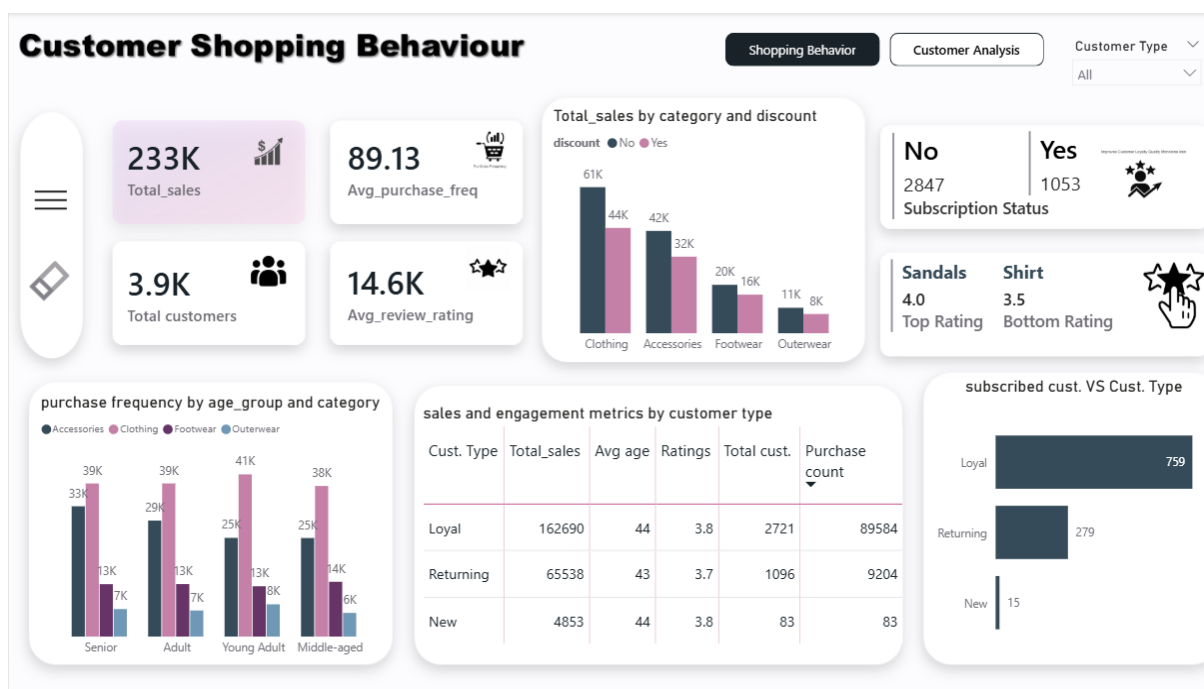 Customer Shopping Behaviour
Shopping Behavior
Customer Analysis
Customer Type
All
233K
Total_sales
89.13
Avg_purchase_freq
3.9K
Total customers
14.6K
Avg_review_rating
Total_sales by category and discount
discount No Yes
61K
44K
42K
32K
20K
16K
11K
8K
Clothing Accessories Footwear Outerwear
No Yes
2847 1053
Subscription Status
Sandals Shirt
4.0 3.5
Top Rating Bottom Rating
purchase frequency by age_group and category
Accessories Clothing Footwear Outerwear
33K 39K 13K 7K
29K 39K 13K 7K
25K 41K 13K 8K
25K 38K 14K 6K
Senior Adult Young Adult Middle-aged
sales and engagement metrics by customer type
Cust. Type Total_sales Avg age Ratings Total cust. Purchase count
Loyal 162690 44 3.8 2721 89584
Returning 65538 43 3.7 1096 9204
New 4853 44 3.8 83 83
subscribed cust. VS Cust. Type
Loyal 759
Returning 279
New 15